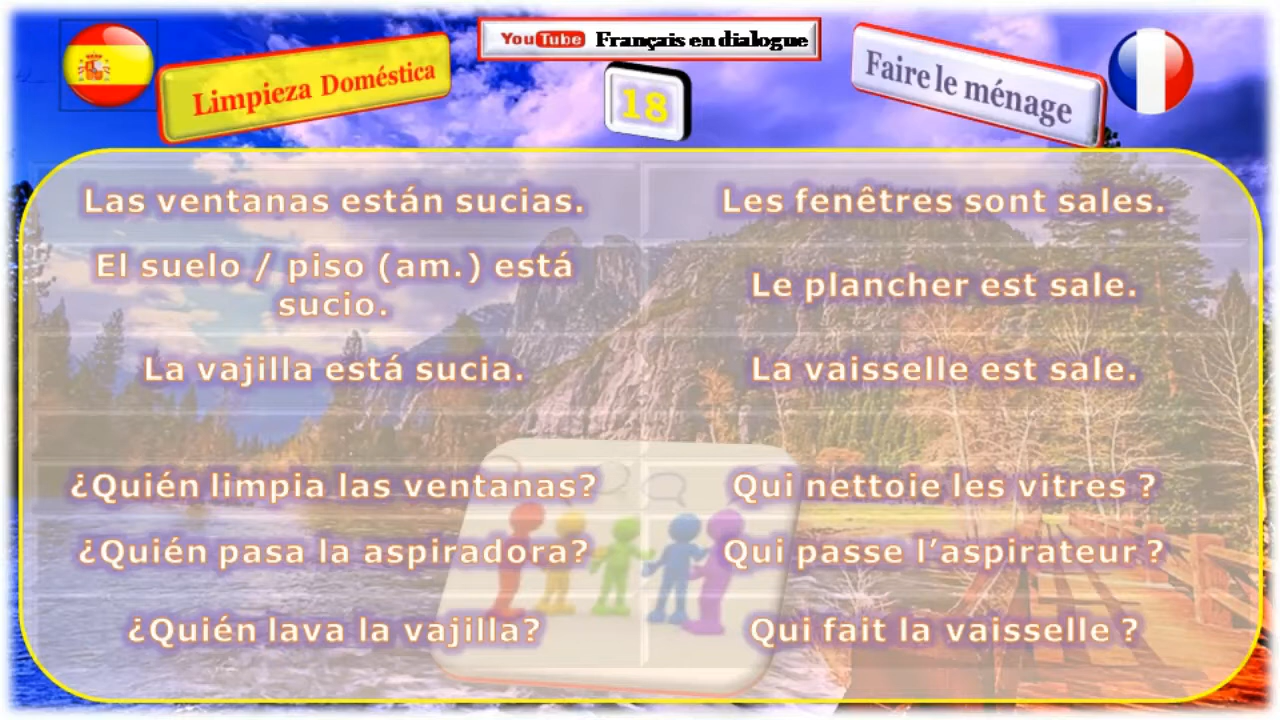 YouTube Français en dialogue
Limpieza Doméstica
18
Faire le ménage
Las ventanas están sucias.
Les fenêtres sont sales.
El suelo / piso (am.) está
sucio.
Le plancher est sale.
La vajilla está sucia.
La vaisselle est sale.
¿Quién limpia las ventanas?
Qui nettoie les vitres ?
¿Quién pasa la aspiradora?
Qui passe l’aspirateur ?
¿Quién lava la vajilla?
Qui fait la vaisselle ?